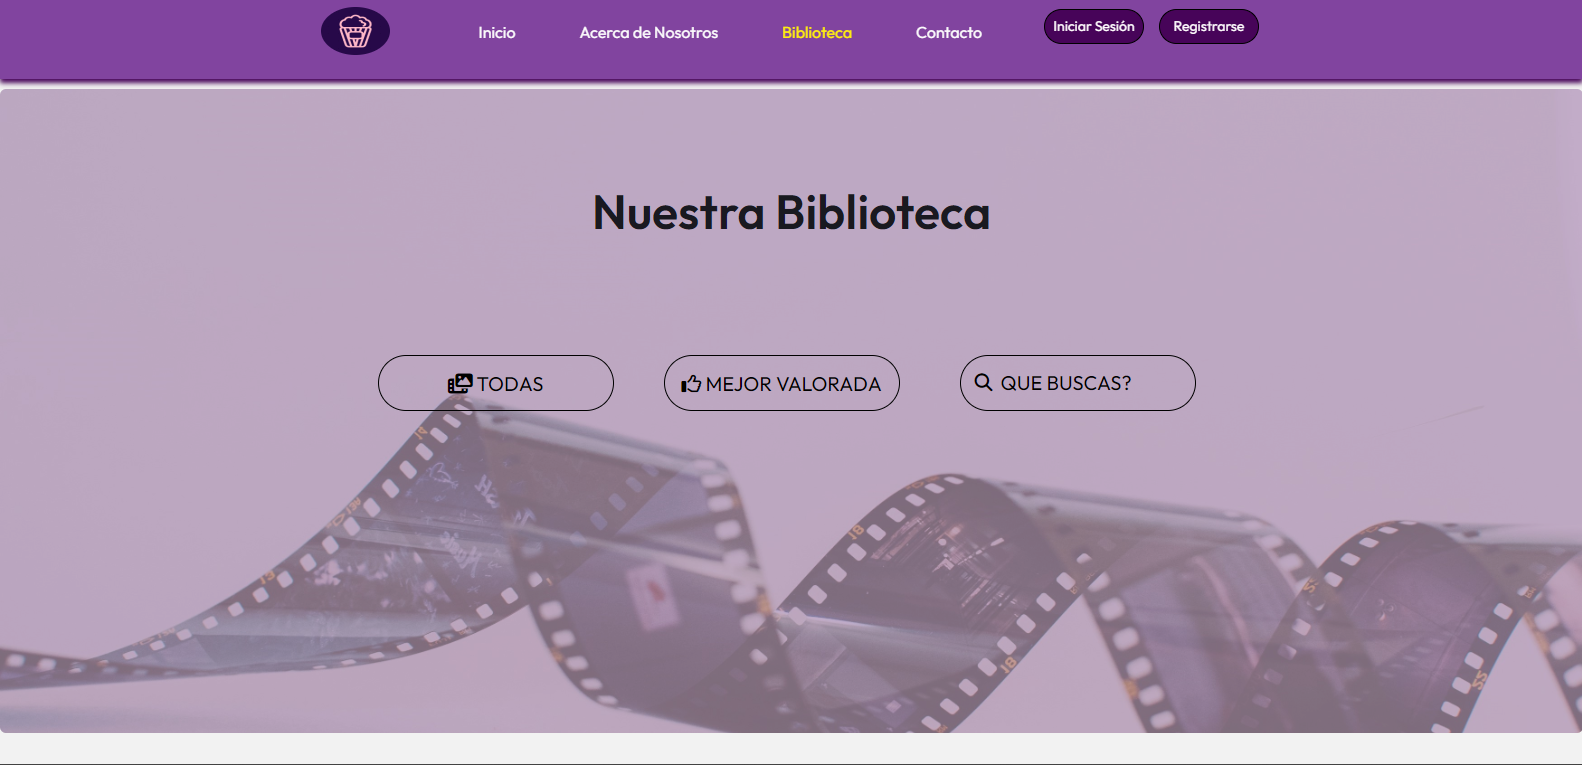 Inicio
Acerca de Nosotros
Biblioteca
Contacto
Iniciar Sesión
Registrarse
Nuestra Biblioteca
TODAS
MEJOR VALORADA
QUE BUSCAS?